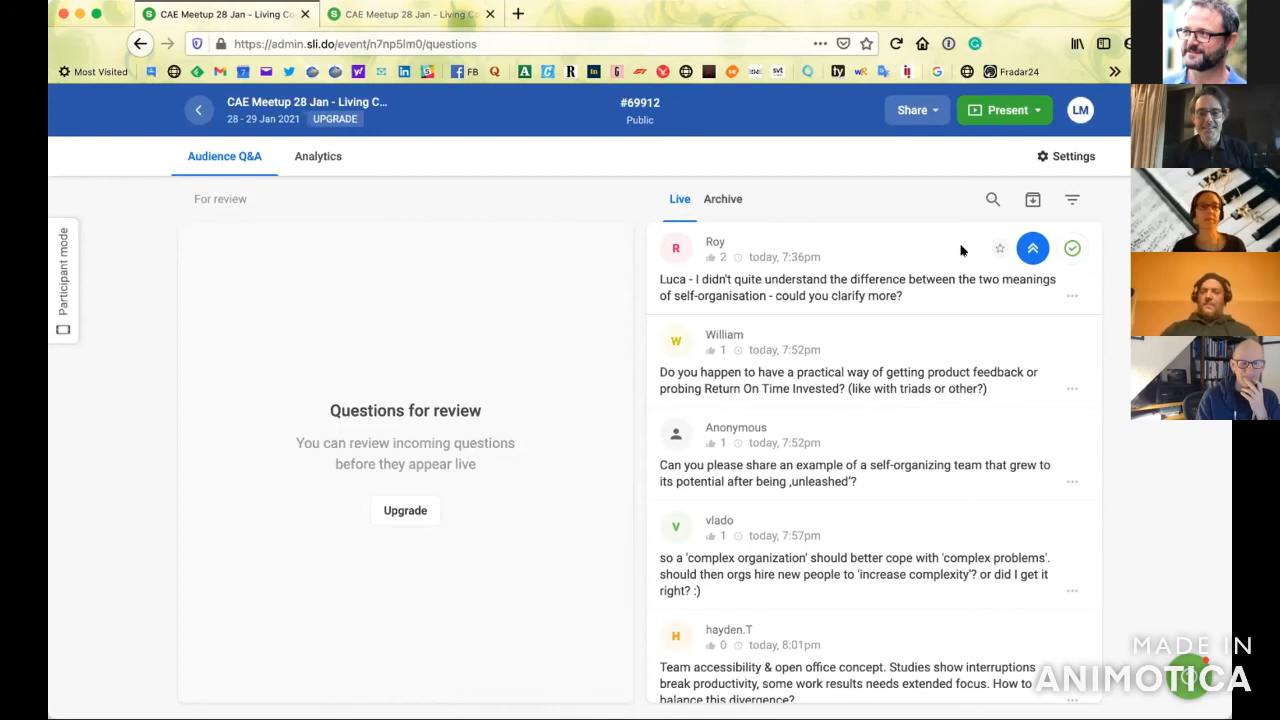 CAE Meetup 28 Jan - Living Co
CAE Meetup 28 Jan - Living Co
https://admin.sli.do/event/n7np5lm0/questions
Most Visited
FB
Fradar24
CAE Meetup 28 Jan - Living C...
28 - 29 Jan 2021
UPGRADE
#69912
Public
Share
Present
LM
Audience Q&A
Analytics
Settings
Participant mode
For review
Questions for review
You can review incoming questions
before they appear live
Upgrade
Live
Archive
R
Roy
2
today, 7:36pm
Luca - I didn't quite understand the difference between the two meanings
of self-organisation - could you clarify more?
W
William
1
today, 7:52pm
Do you happen to have a practical way of getting product feedback or
probing Return On Time Invested? (like with triads or other?)
Anonymous
1
today, 7:52pm
Can you please share an example of a self-organizing team that grew to
its potential after being ‚unleashed‘?
V
vlado
1
today, 7:57pm
so a 'complex organization' should better cope with 'complex problems'.
should then orgs hire new people to 'increase complexity'? or did I get it
right? :)
H
hayden.T
0
today, 8:01pm
Team accessibility & open office concept. Studies show interruptions
break productivity, some work results needs extended focus. How to
balance this divergence?
MADE IN
ANIMOTICA